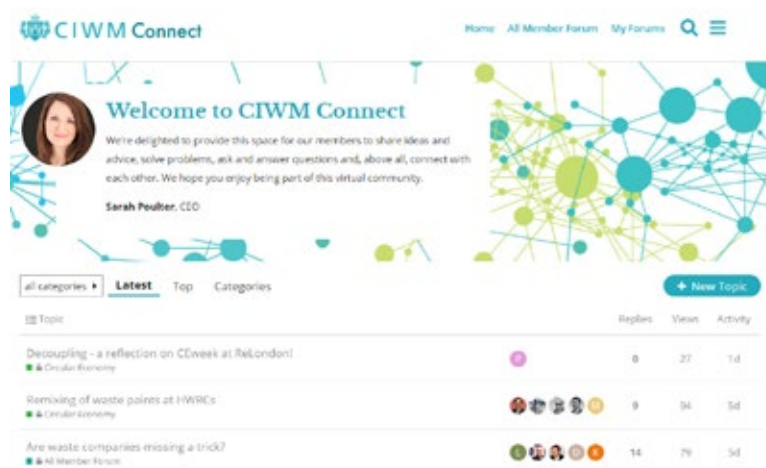 CIWM Connect
Home All Member Forum My Forums
Welcome to CIWM Connect
We're delighted to provide this space for our members to share ideas and
advice, solve problems, ask and answer questions and, above all, connect with
each other. We hope you enjoy being part of this virtual community.
Sarah Poulter, CEO
all categories Latest Top Categories
+ New Topic
Topic Replies Views Activity
Decoupling - a reflection on CEweek at ReLondon!
P 0 27 1d
Circular Economy
Remixing of waste paints at HWRCs
M 9 94 5d
Circular Economy
Are waste companies missing a trick?
L D 14 79 5d
All Member Forum